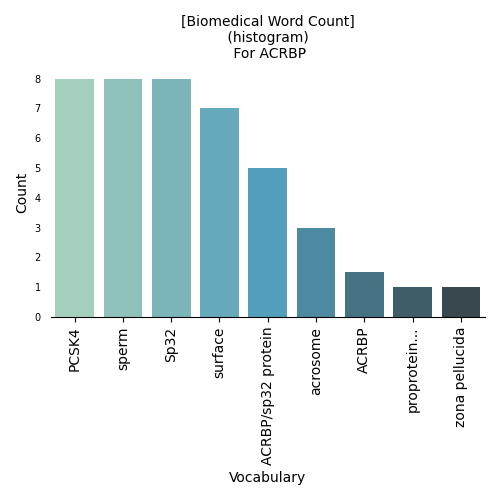 [Biomedical Word Count]
(histogram)
For ACRBP
Count
8
7
6
5
4
3
2
1
0
PCSK4
sperm
Sp32
surface
ACRBP/sp32 protein
acrosome
ACRBP
proprotein...
zona pellucida
Vocabulary